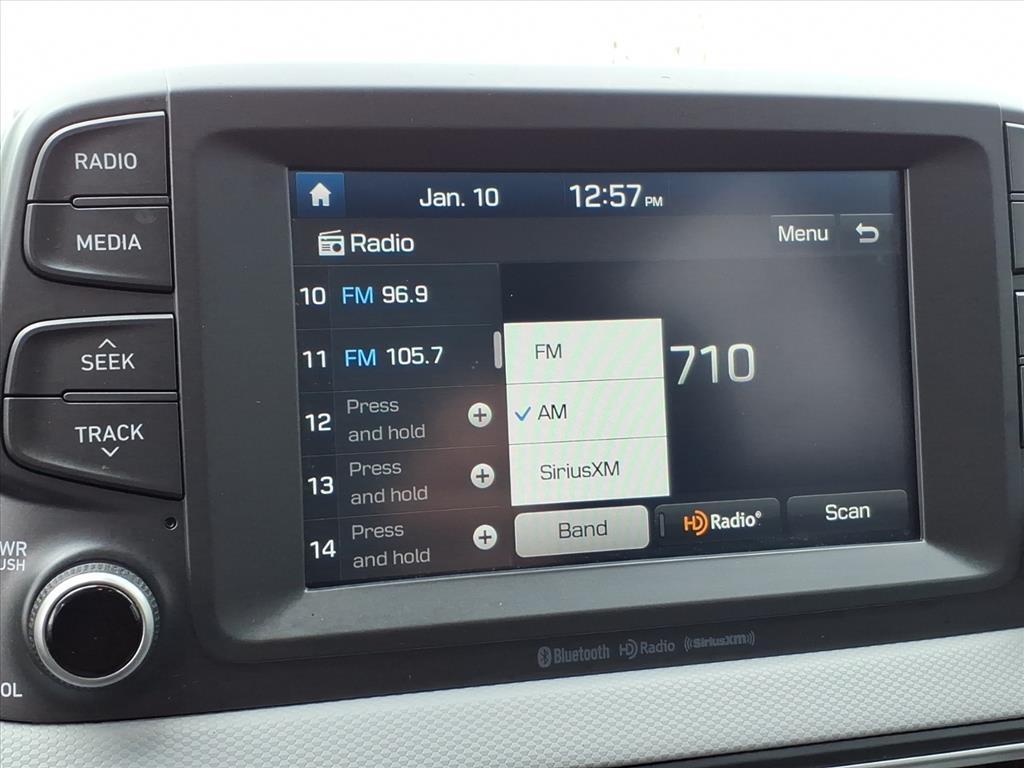 RADIO
MEDIA
SEEK
TRACK
WR
SH
OL
Jan. 10 12:57 PM
Radio
Menu
10 FM 96.9
11 FM 105.7
12 Press
and hold
13 Press
and hold
14 Press
and hold
FM
AM
SiriusXM
710
Band
HD Radio®
Scan
Bluetooth HD Radio SiriusXM